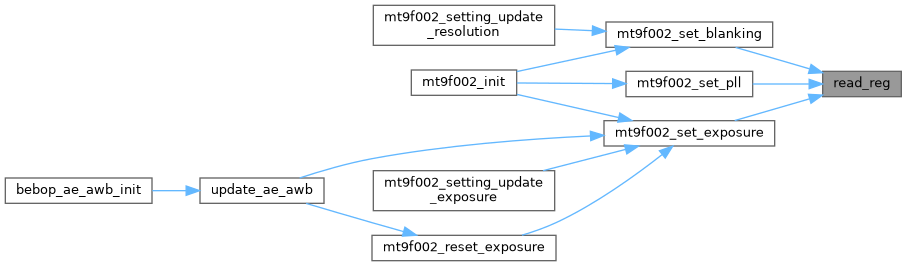 mt9f002_setting_update
_resolution
mt9f002_set_blanking
mt9f002_init
mt9f002_set_pll
read_reg
mt9f002_set_exposure
bebop_ae_awb_init
update_ae_awb
mt9f002_setting_update
_exposure
mt9f002_reset_exposure